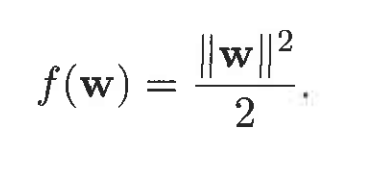 f(w) = ‖w‖² / 2 .